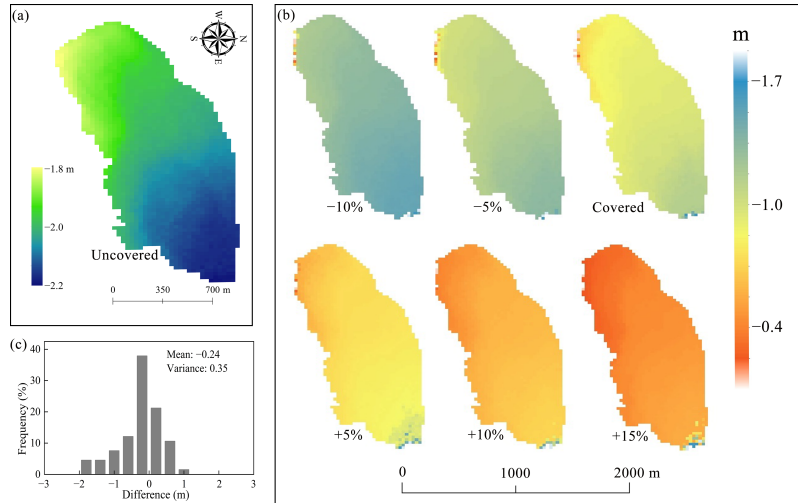 (a)
W
S
N
E
−1.8 m
−2.0
−2.2
Uncovered
0 350 700 m
(b)
m
−1.7
−1.0
−0.4
−10% −5% Covered
+5% +10% +15%
0 1000 2000 m
(c)
Mean: −0.24
Variance: 0.35
Frequency (%)
40
30
20
10
0
−3 −2 −1 0 1 2 3
Difference (m)